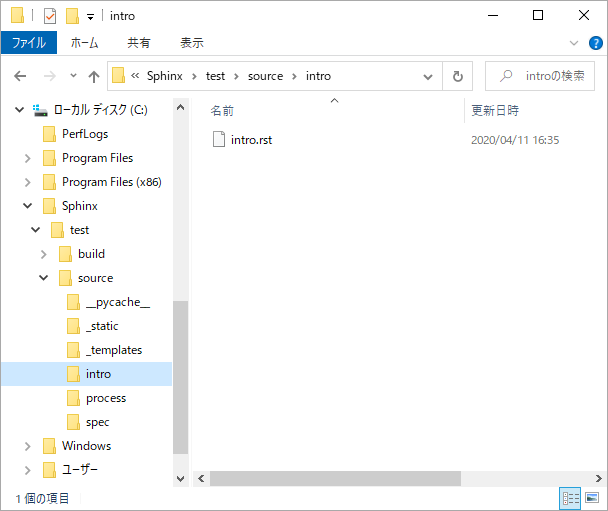 intro
ファイル ホーム 共有 表示
Sphinx test source intro introの検索
ローカル ディスク (C:)
PerfLogs
Program Files
Program Files (x86)
Sphinx
test
build
source
__pycache__
_static
_templates
intro
process
spec
Windows
ユーザー
名前 更新日時
intro.rst 2020/04/11 16:35
1 個の項目